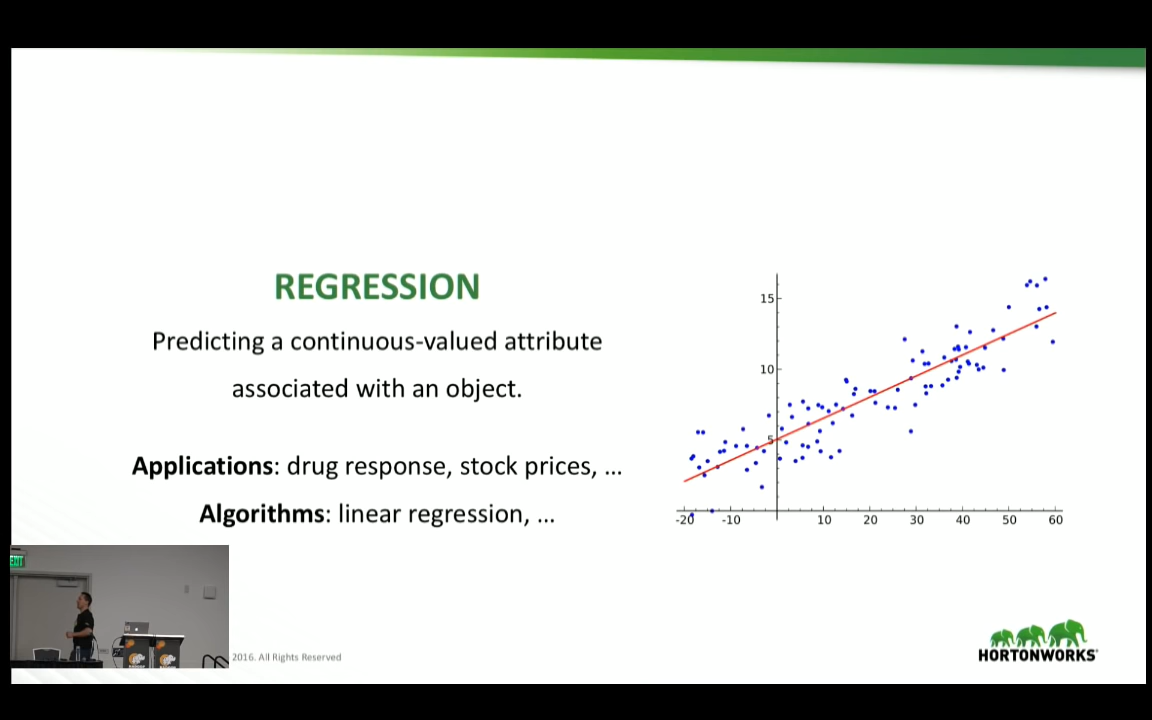 REGRESSION
Predicting a continuous-valued attribute
associated with an object.
Applications: drug response, stock prices, ...
Algorithms: linear regression, ...
15
10
5
-20 -10 10 20 30 40 50 60
2016. All Rights Reserved
HORTONWORKS